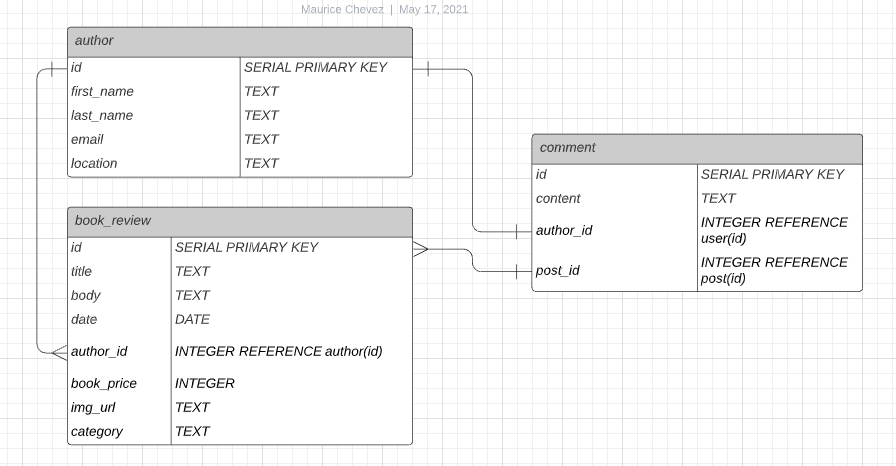 Maurice Chevez | May 17, 2021
author
id SERIAL PRIMARY KEY
first_name TEXT
last_name TEXT
email TEXT
location TEXT
book_review
id SERIAL PRIMARY KEY
title TEXT
body TEXT
date DATE
author_id INTEGER REFERENCE author(id)
book_price INTEGER
img_url TEXT
category TEXT
comment
id SERIAL PRIMARY KEY
content TEXT
author_id INTEGER REFERENCE
user(id)
post_id INTEGER REFERENCE
post(id)